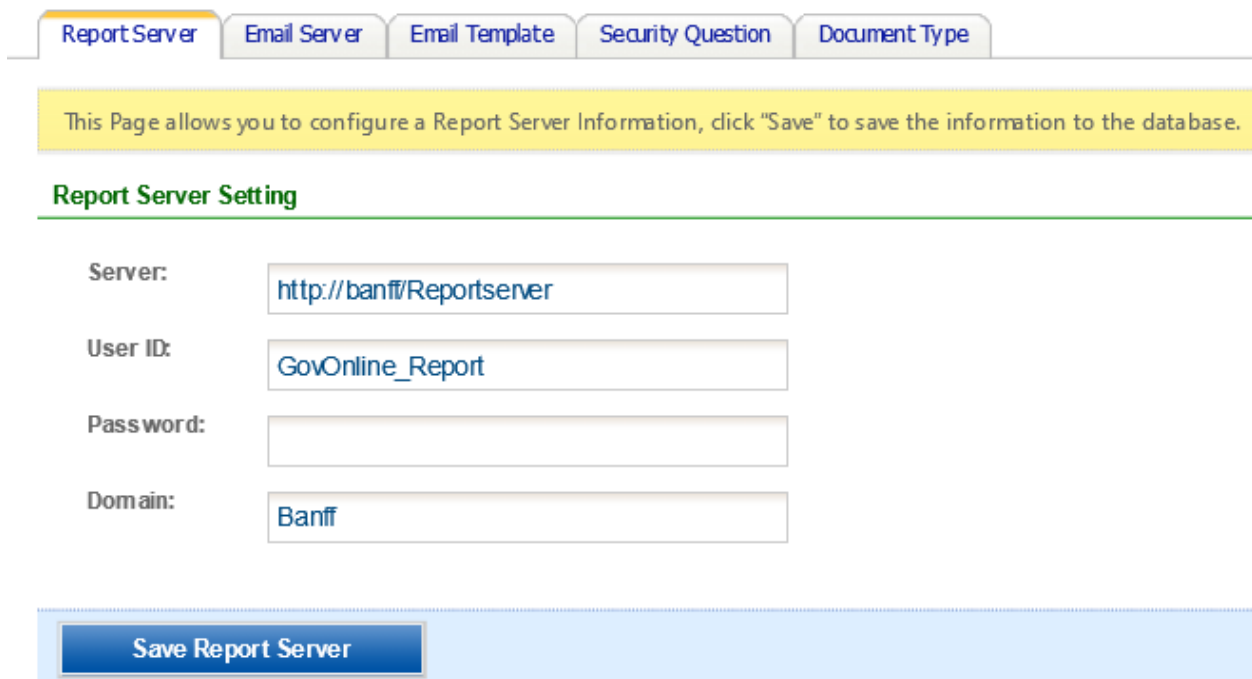 Report Server Email Server Email Template Security Question Document Type
This Page allows you to configure a Report Server Information, click "Save" to save the information to the database.
Report Server Setting
Server: http://banff/Reportserver
User ID: GovOnline_Report
Password:
Domain: Banff
Save Report Server